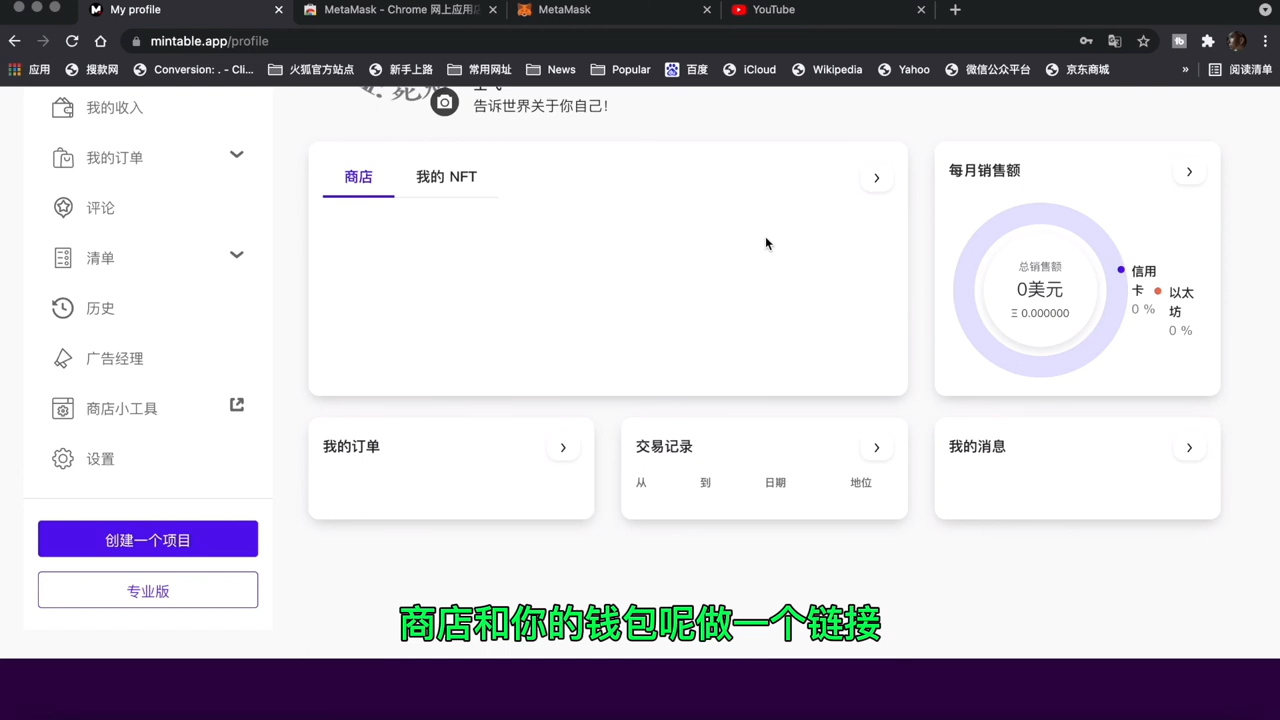 My profile
MetaMask - Chrome 网上应用店
MetaMask
YouTube
mintable.app/profile
应用
搜款网
Conversion: . - Cli...
火狐官方站点
新手上路
常用网址
News
Popular
百度
iCloud
Wikipedia
Yahoo
微信公众平台
京东商城
»
阅读清单
告诉世界关于你自己!
我的收入
我的订单
评论
清单
历史
广告经理
商店小工具
设置
创建一个项目
专业版
商店
我的 NFT
每月销售额
总销售额
0美元
Ξ 0.000000
信用
卡
0 %
以太
坊
0 %
我的订单
交易记录
从
到
日期
地位
我的消息
商店和你的钱包呢做一个链接